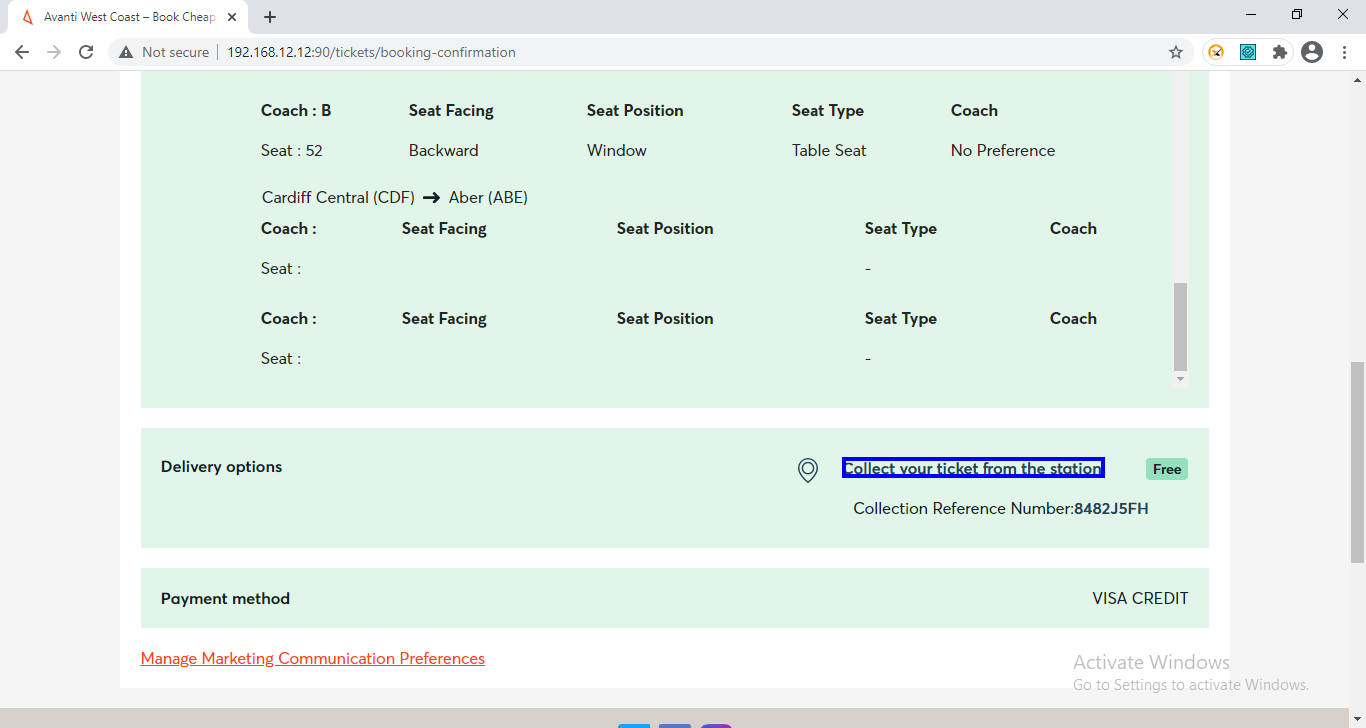 Avanti West Coast – Book Cheap
Not secure | 192.168.12.12:90/tickets/booking-confirmation
Coach : B Seat Facing Seat Position Seat Type Coach
Seat : 52 Backward Window Table Seat No Preference
Cardiff Central (CDF) ➔ Aber (ABE)
Coach : Seat Facing Seat Position Seat Type Coach
Seat : -
Coach : Seat Facing Seat Position Seat Type Coach
Seat : -
Delivery options Collect your ticket from the station Free
Collection Reference Number:8482J5FH
Payment method VISA CREDIT
Manage Marketing Communication Preferences
Activate Windows
Go to Settings to activate Windows.